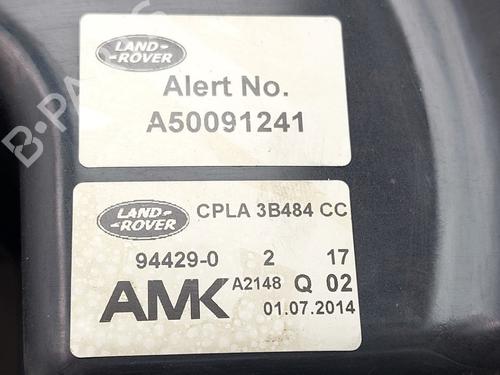 LAND-
ROVER
Alert No.
A50091241
LAND-
ROVER
CPLA 3B484 CC
94429-0 2 17
AMK A2148 Q 02
01.07.2014
B-PARTS